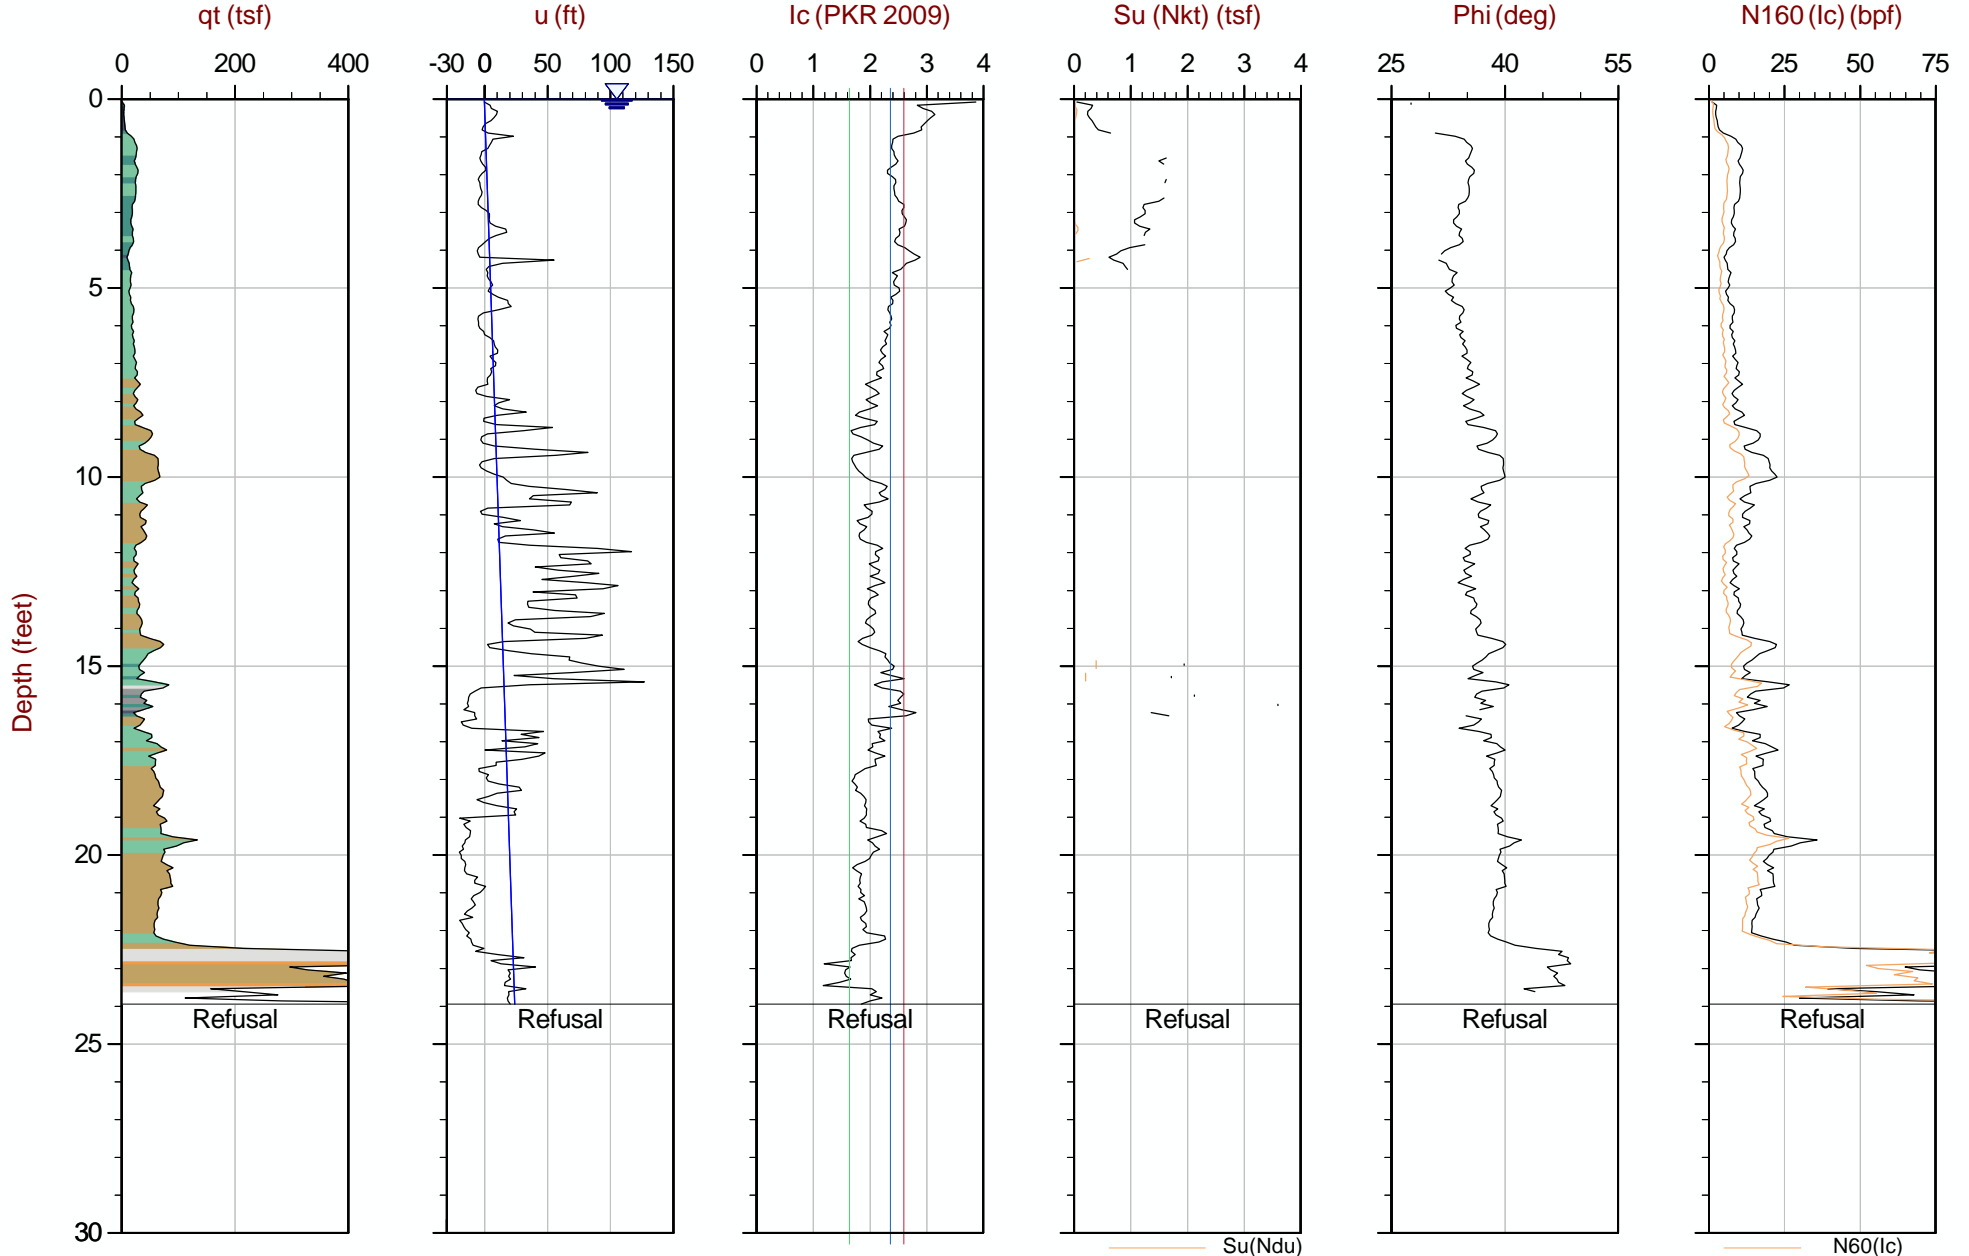 qt (tsf) u (ft) Ic (PKR 2009) Su (Nkt) (tsf) Phi (deg) N160 (Ic) (bpf)
0 200 400 -30 0 50 100 150 0 1 2 3 4 0 1 2 3 4 25 40 55 0 25 50 75
0
5
10
15
20
25
30
Depth (feet)
Refusal Refusal Refusal Refusal Refusal Refusal
Su(Ndu) N60(Ic)